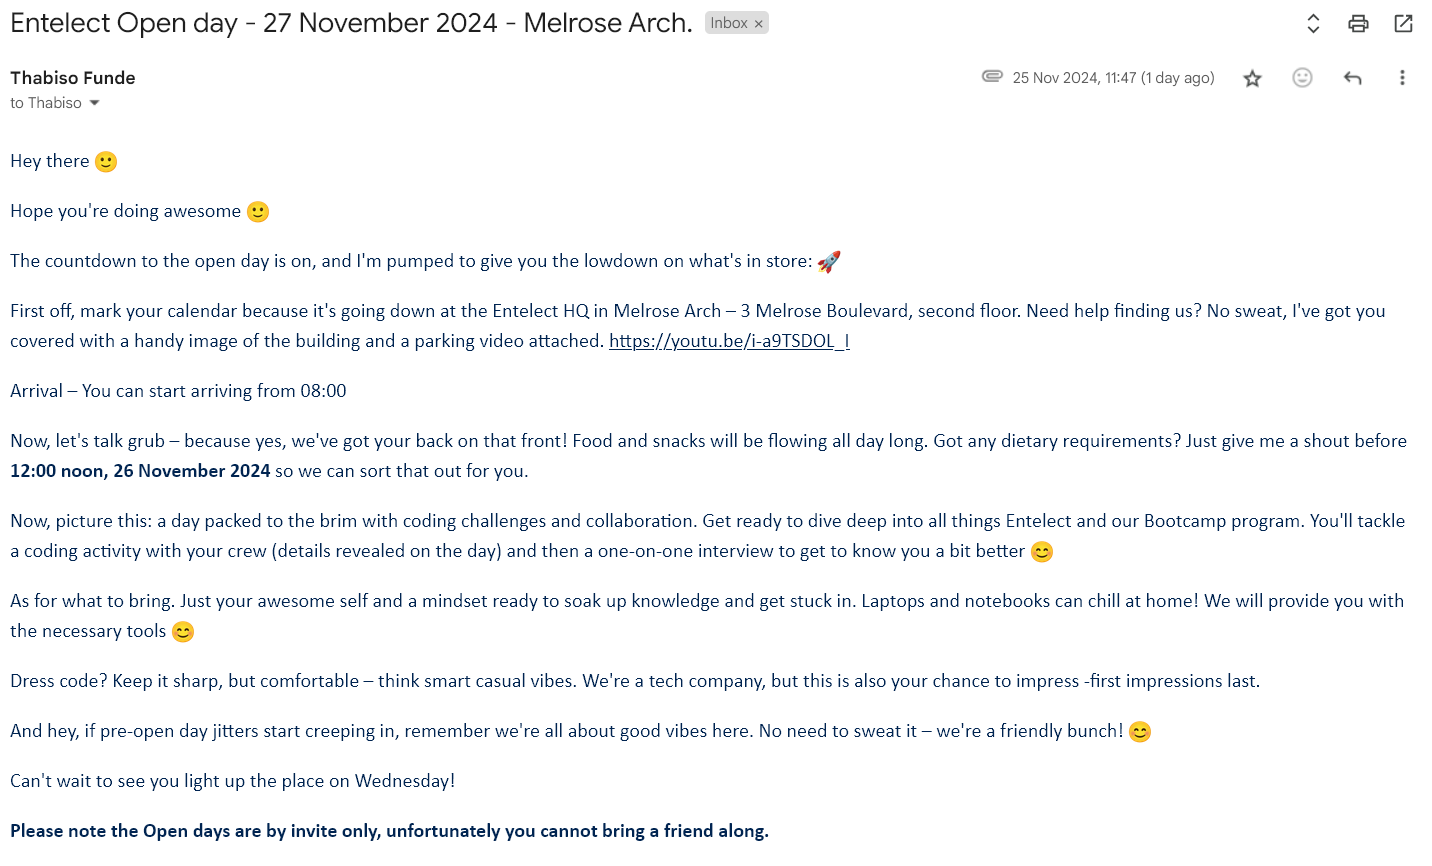 Entelect Open day - 27 November 2024 - Melrose Arch. Inbox ×
Thabiso Funde
25 Nov 2024, 11:47 (1 day ago)
to Thabiso
Hey there 🙂
Hope you're doing awesome 🙂
The countdown to the open day is on, and I'm pumped to give you the lowdown on what's in store: 🚀
First off, mark your calendar because it's going down at the Entelect HQ in Melrose Arch – 3 Melrose Boulevard, second floor. Need help finding us? No sweat, I've got you
covered with a handy image of the building and a parking video attached. https://youtu.be/i-a9TSDOL_I
Arrival – You can start arriving from 08:00
Now, let's talk grub – because yes, we've got your back on that front! Food and snacks will be flowing all day long. Got any dietary requirements? Just give me a shout before
12:00 noon, 26 November 2024 so we can sort that out for you.
Now, picture this: a day packed to the brim with coding challenges and collaboration. Get ready to dive deep into all things Entelect and our Bootcamp program. You'll tackle
a coding activity with your crew (details revealed on the day) and then a one-on-one interview to get to know you a bit better 😊
As for what to bring. Just your awesome self and a mindset ready to soak up knowledge and get stuck in. Laptops and notebooks can chill at home! We will provide you with
the necessary tools 😊
Dress code? Keep it sharp, but comfortable – think smart casual vibes. We're a tech company, but this is also your chance to impress -first impressions last.
And hey, if pre-open day jitters start creeping in, remember we're all about good vibes here. No need to sweat it – we're a friendly bunch! 😊
Can't wait to see you light up the place on Wednesday!
Please note the Open days are by invite only, unfortunately you cannot bring a friend along.